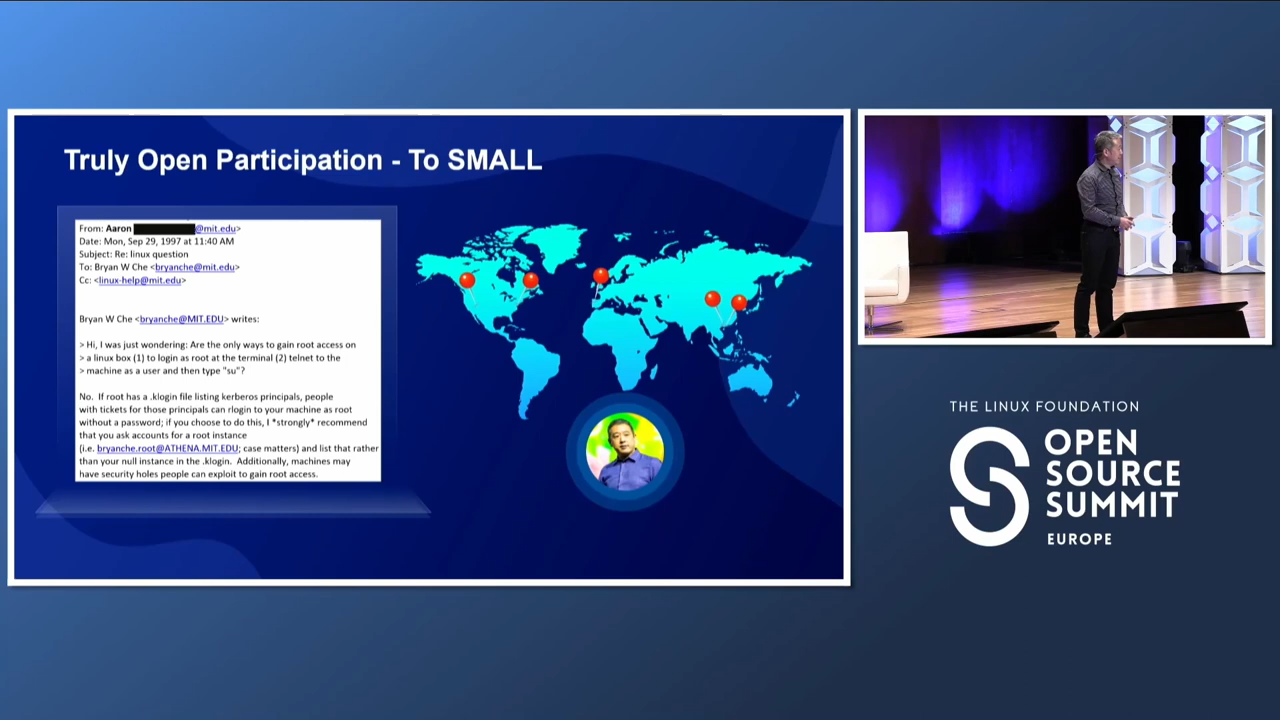 Truly Open Participation - To SMALL
From: Aaron @mit.edu>
Date: Mon, Sep 29, 1997 at 11:40 AM
Subject: Re: linux question
To: Bryan W Che <bryanche@mit.edu>
Cc: <linux-help@mit.edu>
Bryan W Che <bryanche@MIT.EDU> writes:
> Hi, I was just wondering: Are the only ways to gain root access on
> a linux box (1) to login as root at the terminal (2) telnet to the
> machine as a user and then type "su"?
No. If root has a .klogin file listing kerberos principals, people
with tickets for those principals can rlogin to your machine as root
without a password; if you choose to do this, I *strongly* recommend
that you ask accounts for a root instance
(i.e. bryanche.root@ATHENA.MIT.EDU; case matters) and list that rather
than your null instance in the .klogin. Additionally, machines may
have security holes people can exploit to gain root access.
THE LINUX FOUNDATION
OPEN
SOURCE
SUMMIT
EUROPE